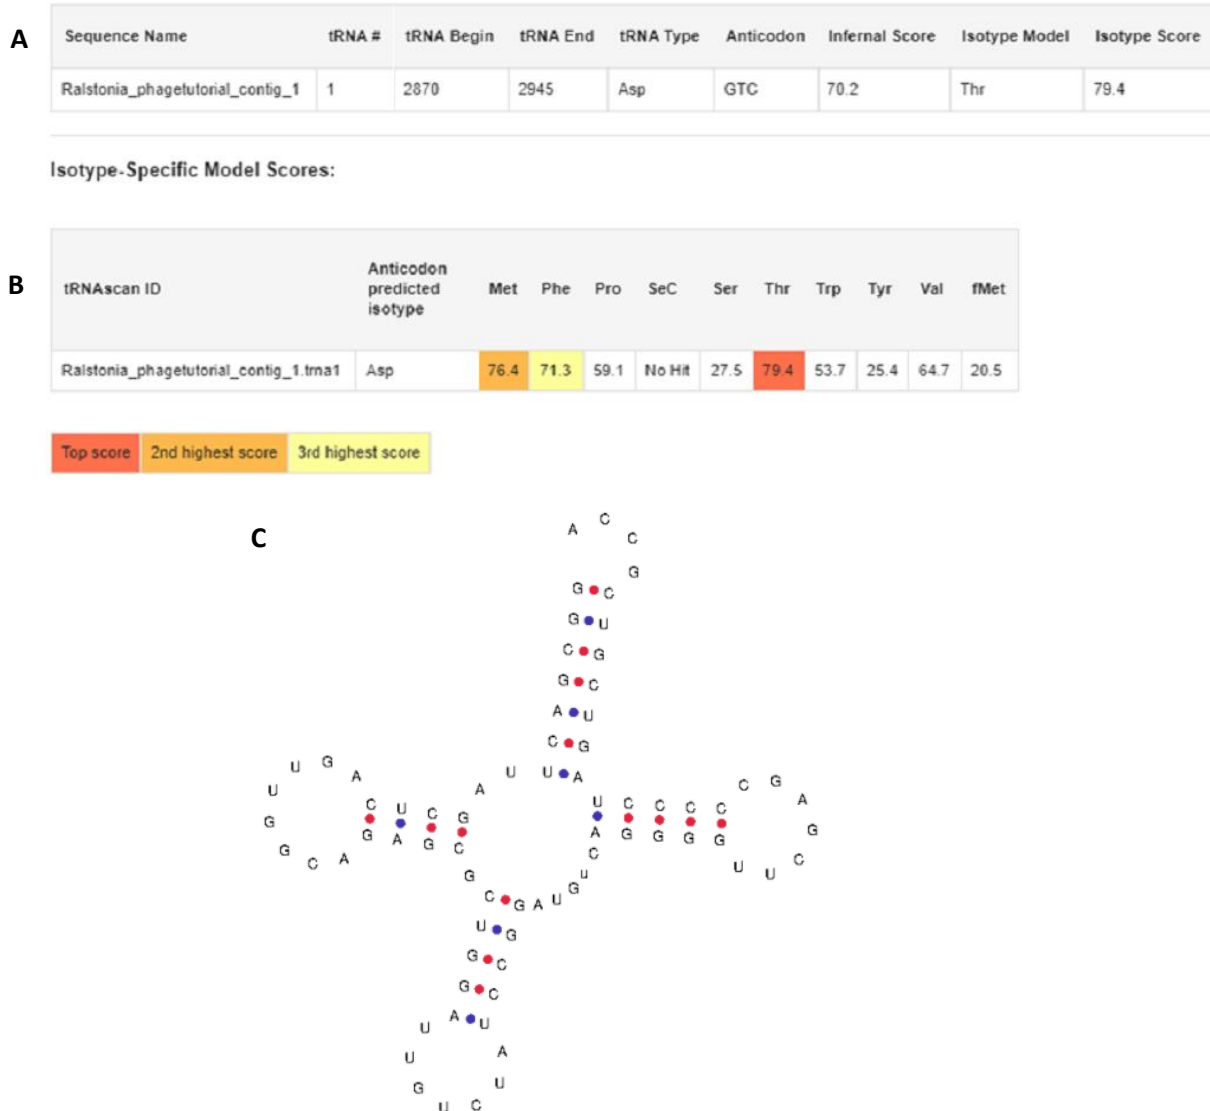 A
Sequence Name tRNA # tRNA Begin tRNA End tRNA Type Anticodon Infernal Score Isotype Model Isotype Score
Ralstonia_phagetutorial_contig_1 1 2870 2945 Asp GTC 70.2 Thr 79.4
Isotype-Specific Model Scores:
B
tRNAscan ID Anticodon predicted isotype Met Phe Pro SeC Ser Thr Trp Tyr Val fMet
Ralstonia_phagetutorial_contig_1.trna1 Asp 76.4 71.3 59.1 No Hit 27.5 79.4 53.7 25.4 64.7 20.5
Top score 2nd highest score 3rd highest score
C
A C C
G
G C
G U
C G
G C
A U
C G
U G A U U A
U A C G A
C U C G U C C C C A
G G A G C A G G G G G
G C A C U U C
G u
C G A U G
U G
G C
G C
A U
U A
U U
G U C